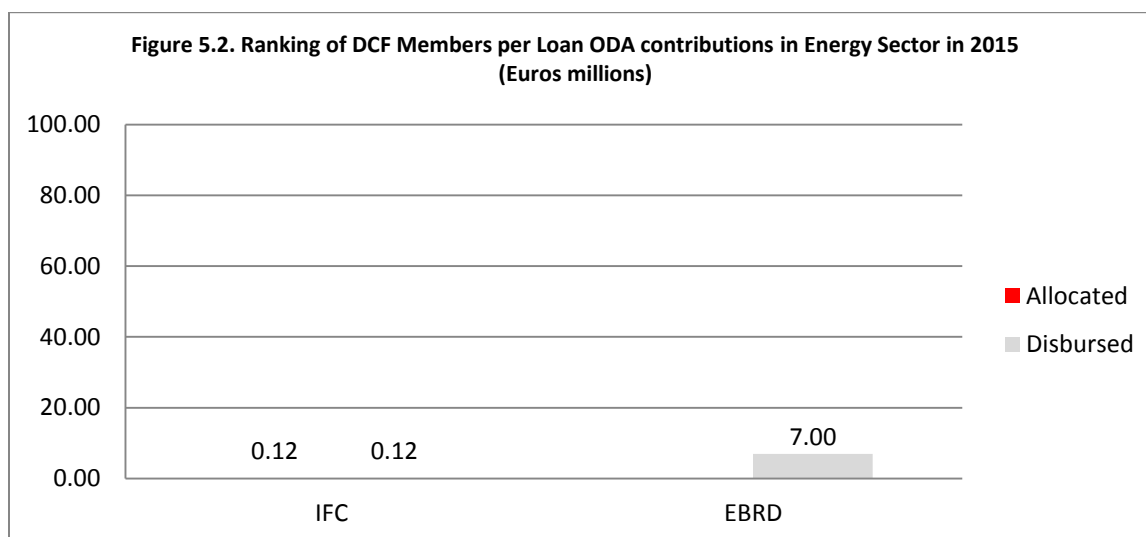 Figure 5.2. Ranking of DCF Members per Loan ODA contributions in Energy Sector in 2015
(Euros millions)
100.00
80.00
60.00
40.00
20.00
0.00
0.12
0.12
7.00
IFC
EBRD
Allocated
Disbursed